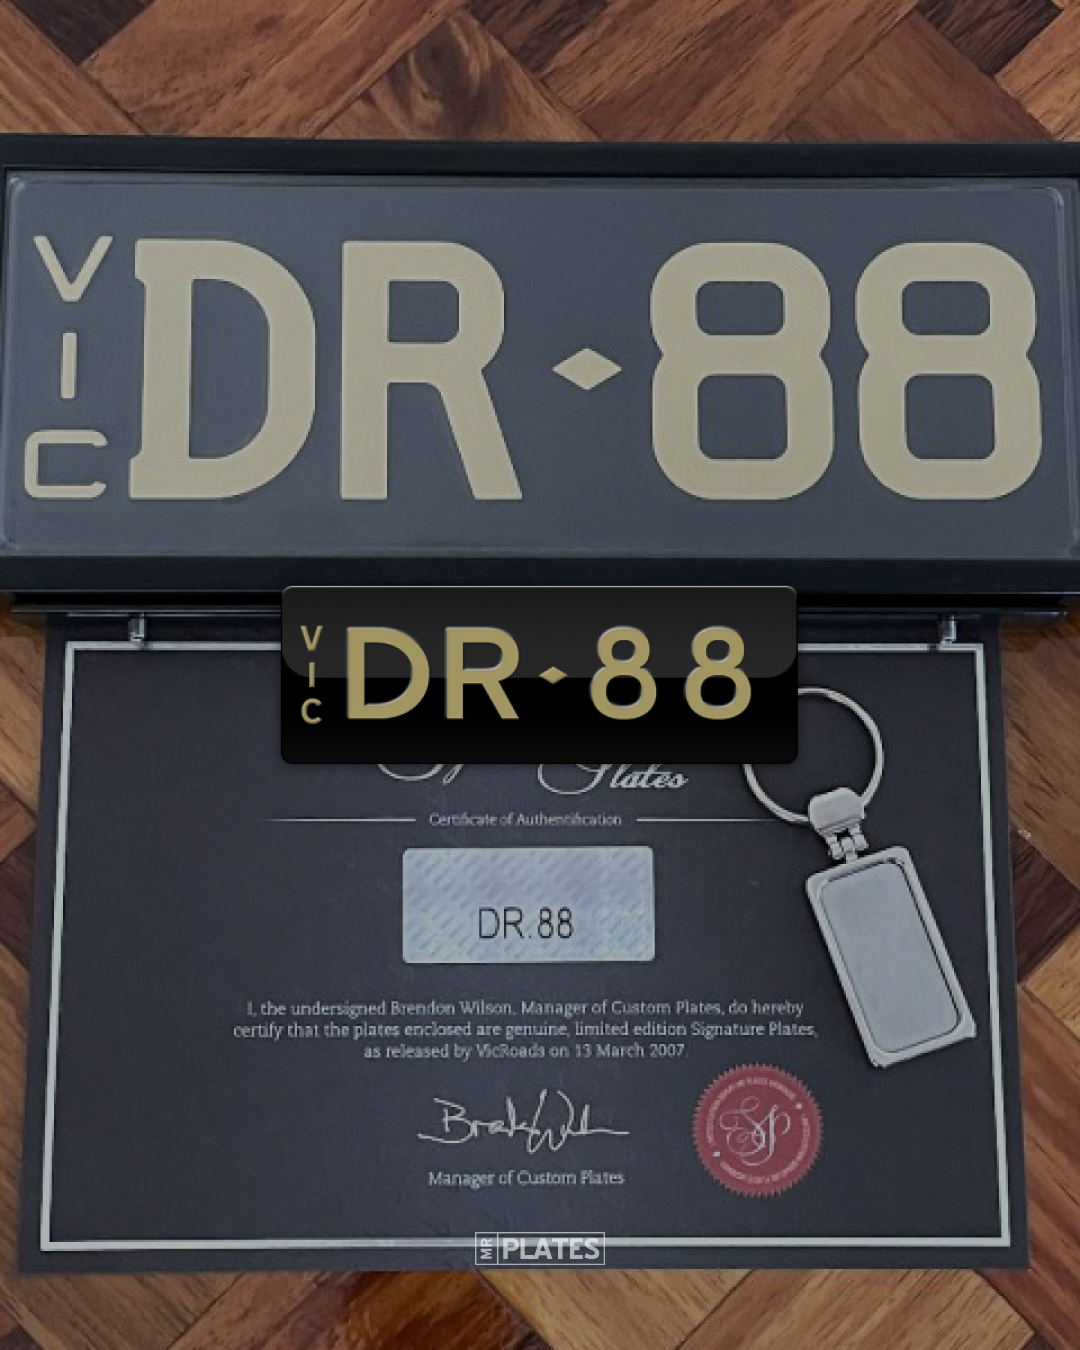 VIC DR◆88
VIC DR◆88
Plates
Certificate of Authentification
DR.88
I, the undersigned Brendon Wilson, Manager of Custom Plates, do hereby
certify that the plates enclosed are genuine, limited edition Signature Plates,
as released by VicRoads on 13 March 2007.
Manager of Custom Plates
MR PLATES